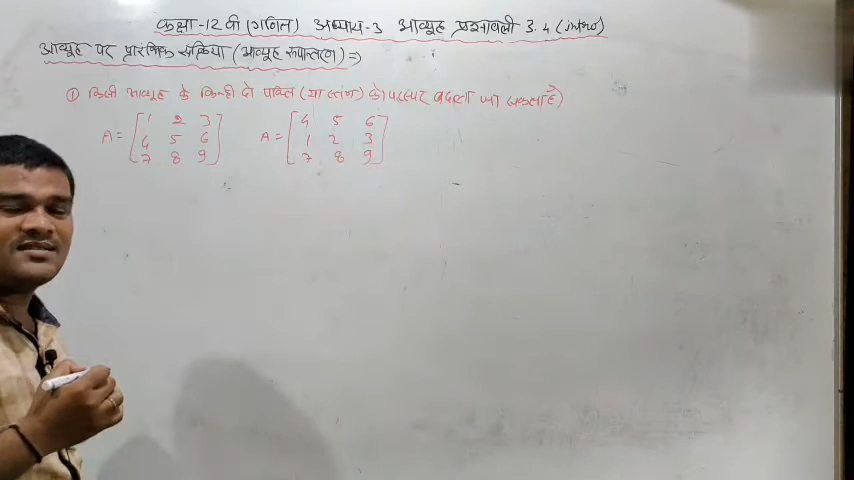 कक्षा-12 वी (गणित) अध्याय-3 आव्यूह प्रश्नावली 3.4 (intro)
आव्यूह पर प्रारंभिक संक्रिया (आव्यूह रूपान्तरण) =>
① किसी आव्यूह के किन्ही दो पंक्ति (या स्तंभ) को परस्पर बदला जा सकता है)
A = [1 2 3 A = [4 5 6
4 5 6 1 2 3
7 8 9] 7 8 9]